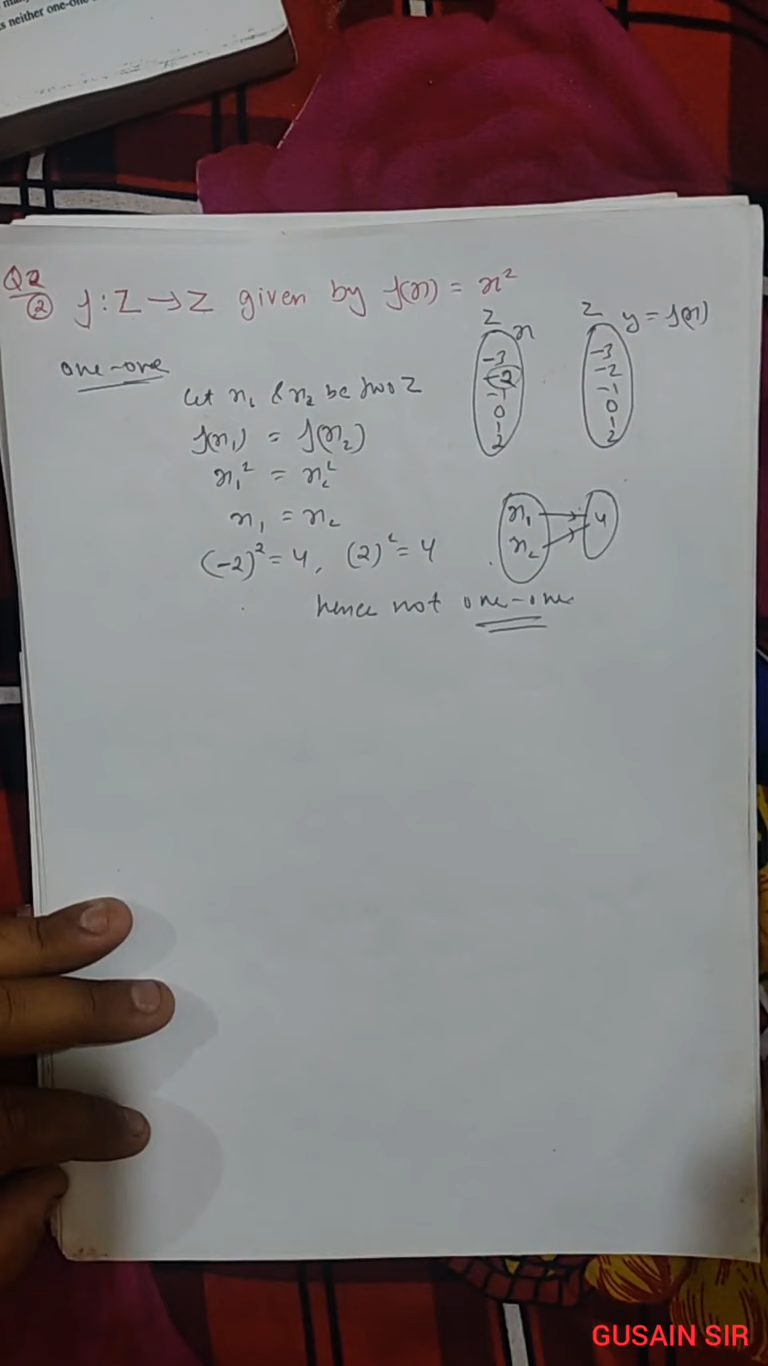 s neither one-one
Q2 f : Z → Z given by f(x) = x²
②
Z x
-3
-2
-1
0
1
2
Z y = f(x)
-3
-2
-1
0
1
2
one-one
Let x₁ & x₂ be two Z
f(x₁) = f(x₂)
x₁² = x₂²
x₁ = x₂
(-2)² = 4, (2)² = 4
x₁ → 4
x₂ →
hence not one-one
GUSAIN SIR